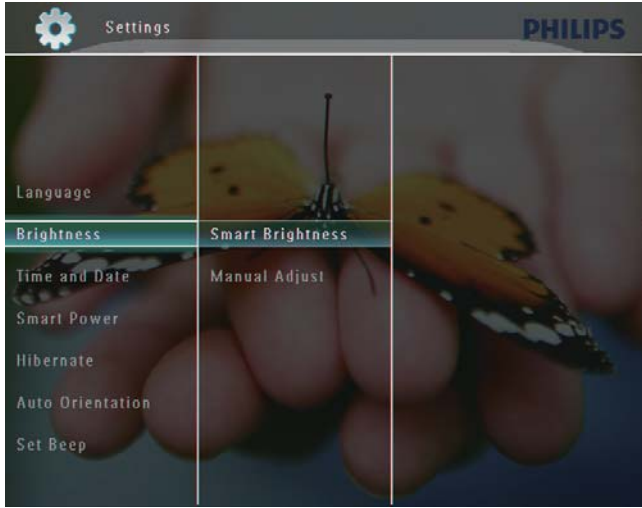 Settings
PHILIPS
Language
Brightness
Smart Brightness
Time and Date
Manual Adjust
Smart Power
Hibernate
Auto Orientation
Set Beep